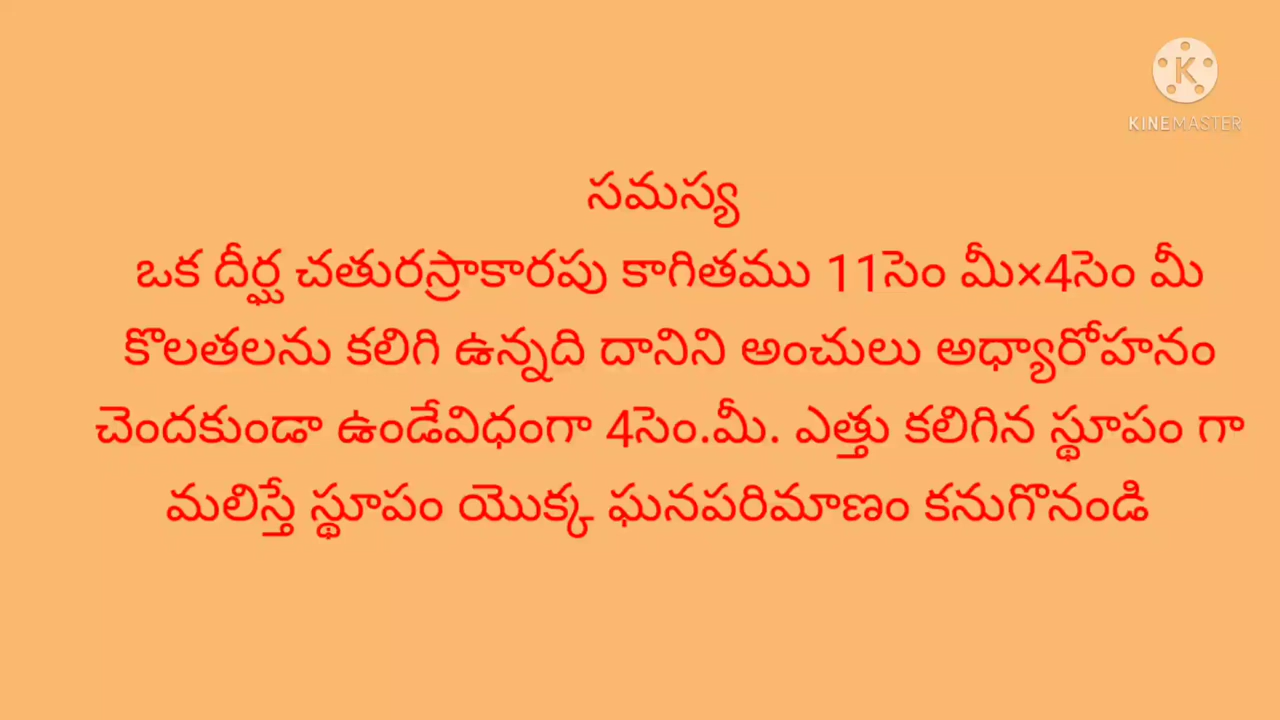 KINEMASTER
సమస్య
ఒక దీర్ఘ చతురస్రాకారపు కాగితము 11సెం మీ×4సెం మీ
కొలతలను కలిగి ఉన్నది దానిని అంచులు అధ్యారోహనం
చెందకుండా ఉండేవిధంగా 4సెం.మీ. ఎత్తు కలిగిన స్థూపం గా
మలిస్తే స్థూపం యొక్క ఘనపరిమాణం కనుగొనండి